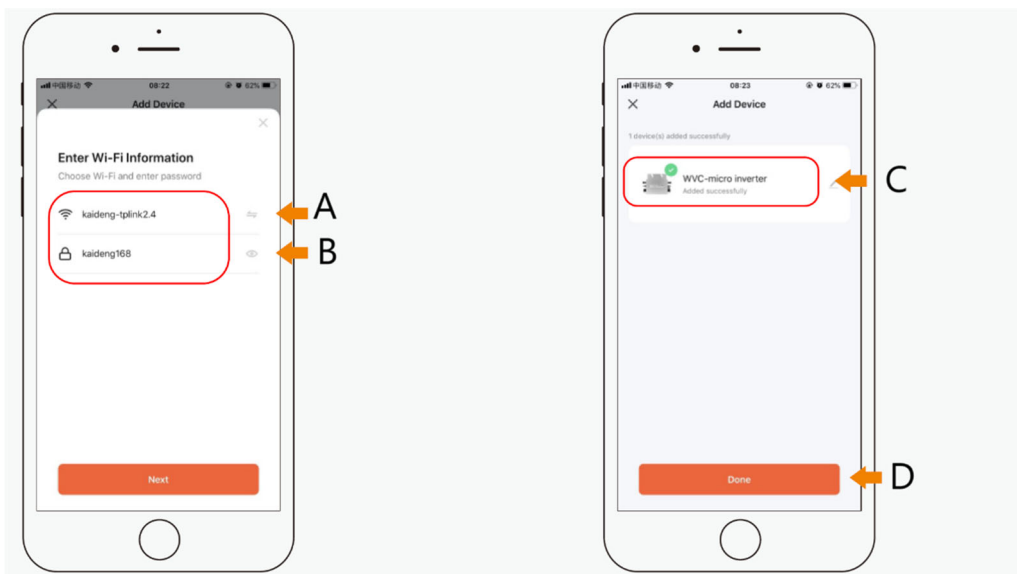 中国移动 08:22 62%
Add Device
Enter Wi-Fi Information
Choose Wi-Fi and enter password
kaideng-tplink2.4
A
kaideng168
B
Next
中国移动 08:23 62%
Add Device
1 device(s) added successfully
WVC-micro inverter
Added successfully
C
Done
D